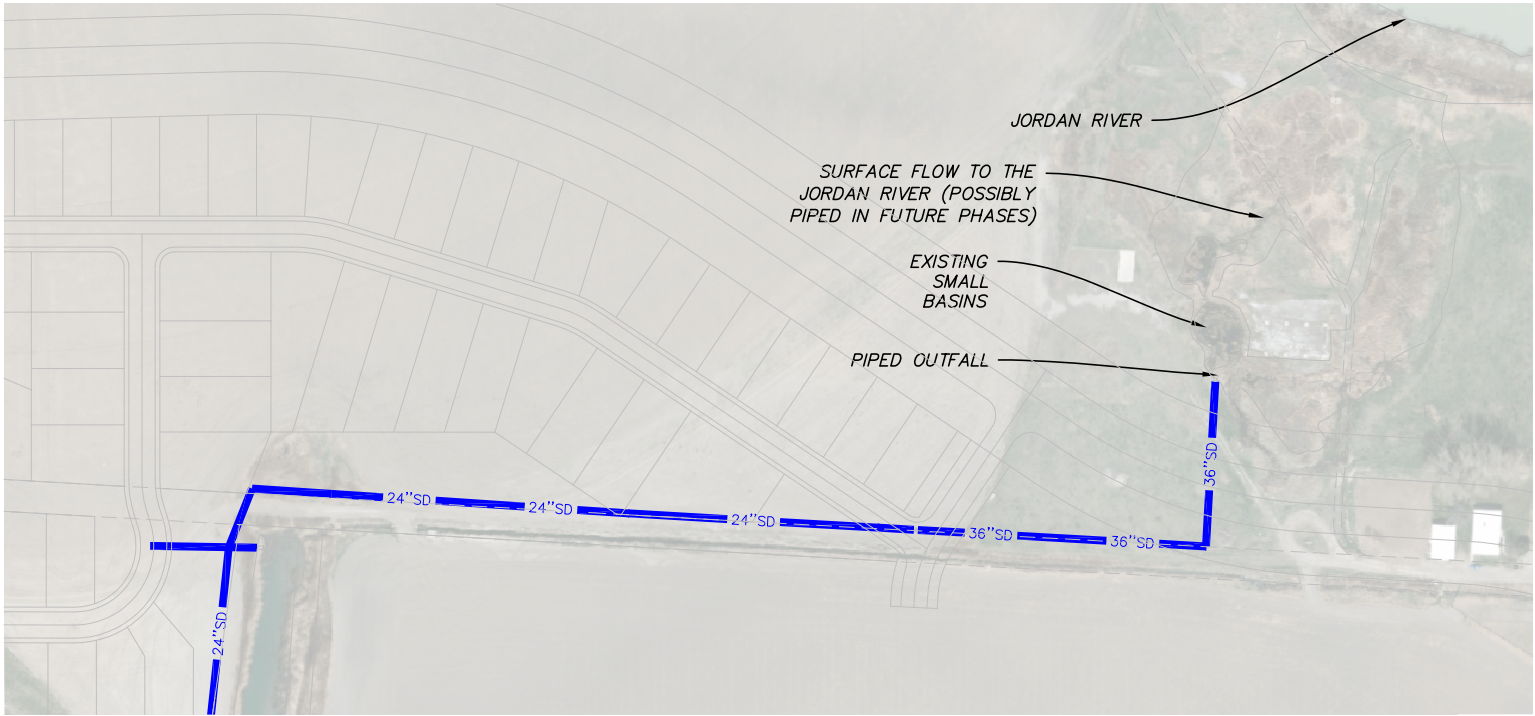 JORDAN RIVER
SURFACE FLOW TO THE
JORDAN RIVER (POSSIBLY
PIPED IN FUTURE PHASES)
EXISTING
SMALL
BASINS
PIPED OUTFALL
36"SD
24"SD
24"SD
24"SD
36"SD
36"SD
24"SD